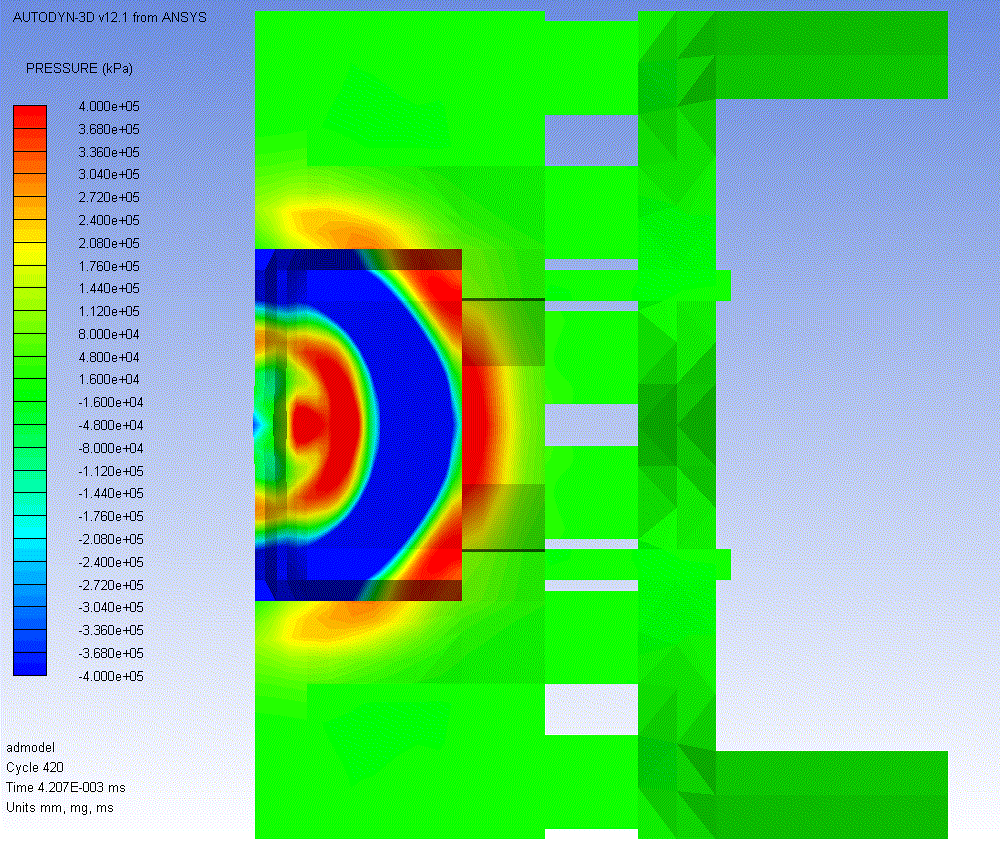 AUTODYN-3D v12.1 from ANSYS
PRESSURE (kPa)
4.000e+05
3.680e+05
3.360e+05
3.040e+05
2.720e+05
2.400e+05
2.080e+05
1.760e+05
1.440e+05
1.120e+05
8.000e+04
4.800e+04
1.600e+04
-1.600e+04
-4.800e+04
-8.000e+04
-1.120e+05
-1.440e+05
-1.760e+05
-2.080e+05
-2.400e+05
-2.720e+05
-3.040e+05
-3.360e+05
-3.680e+05
-4.000e+05
admodel
Cycle 420
Time 4.207E-003 ms
Units mm, mg, ms